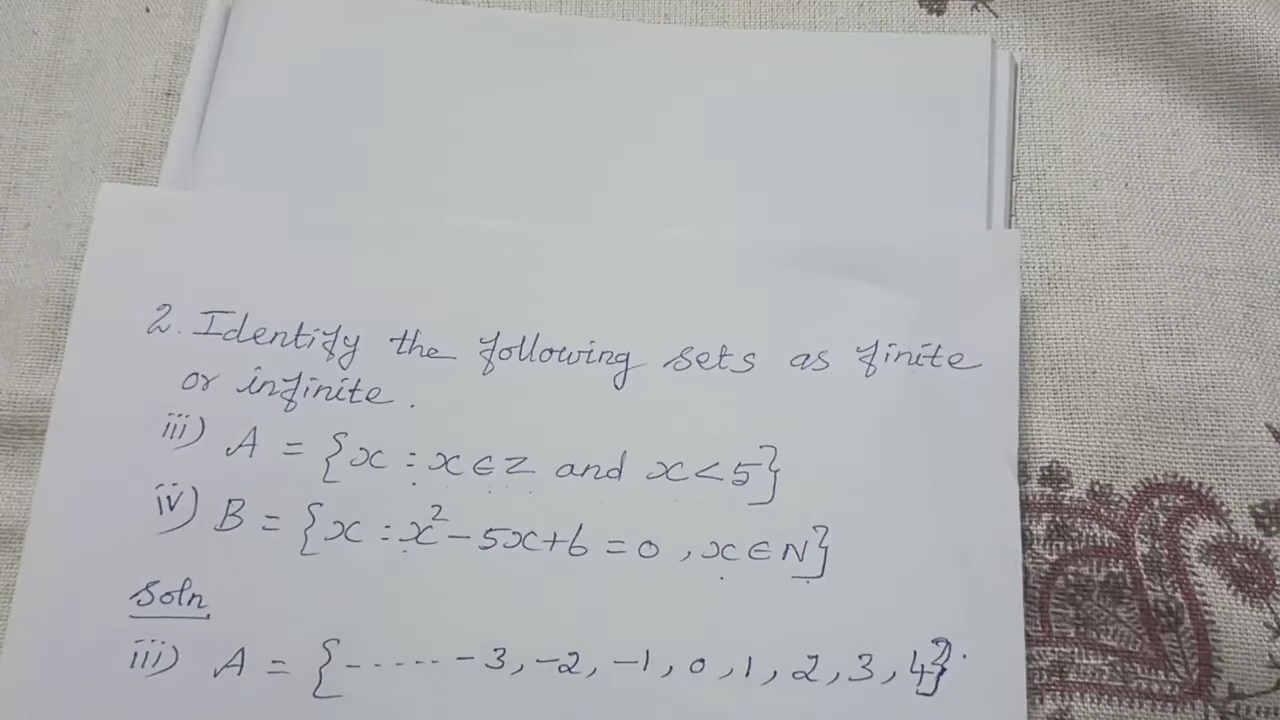 2. Identify the following sets as finite
or infinite.
iii) A = {x : x ∈ Z and x < 5}
iv) B = {x : x² - 5x + 6 = 0, x ∈ N}
Soln
iii) A = {- - - - - -3, -2, -1, 0, 1, 2, 3, 4}.